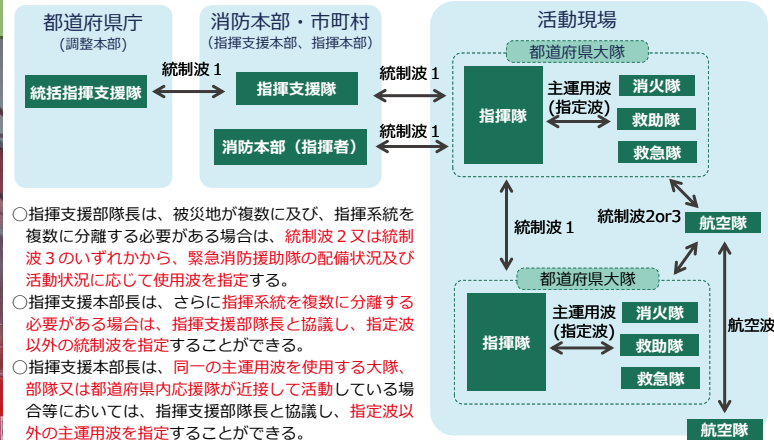 都道府県庁
(調整本部)
統括指揮支援隊
統制波１
消防本部・市町村
(指揮支援本部、指揮本部)
指揮支援隊
消防本部（指揮者）
統制波１
統制波１
活動現場
都道府県大隊
指揮隊
主運用波
(指定波)
消火隊
救助隊
救急隊
統制波１
統制波2or3
航空隊
都道府県大隊
指揮隊
主運用波
(指定波)
消火隊
救助隊
救急隊
航空波
航空隊
○指揮支援部隊長は、被災地が複数に及び、指揮系統を
複数に分離する必要がある場合は、統制波２又は統制
波３のいずれかから、緊急消防援助隊の配備状況及び
活動状況に応じて使用波を指定する。
○指揮支援本部長は、さらに指揮系統を複数に分離する
必要がある場合は、指揮支援部隊長と協議し、指定波
以外の統制波を指定することができる。
○指揮支援本部長は、同一の主運用波を使用する大隊、
部隊又は都道府県内応援隊が近接して活動している場
合等においては、指揮支援部隊長と協議し、指定波以
外の主運用波を指定することができる。